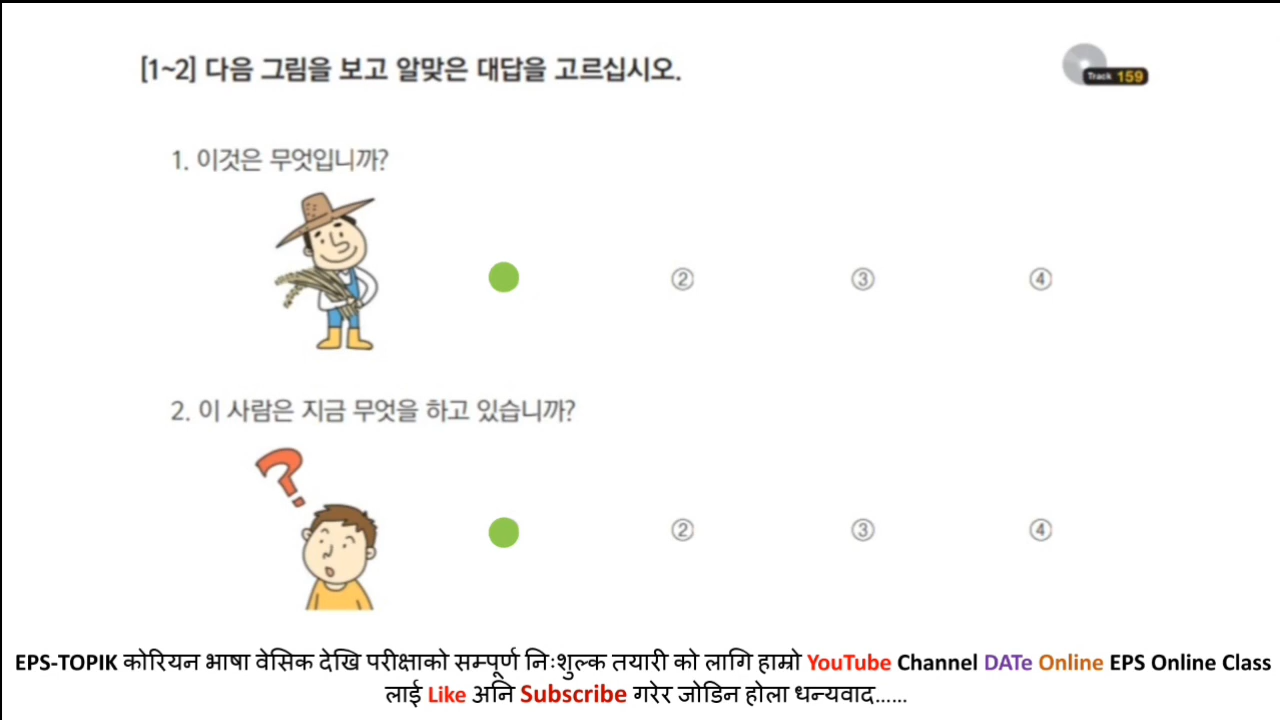 [1~2] 다음 그림을 보고 알맞은 대답을 고르십시오.
Track 159
1. 이것은 무엇입니까?
② ③ ④
2. 이 사람은 지금 무엇을 하고 있습니까?
?
② ③ ④
EPS-TOPIK कोरियन भाषा वेसिक देखि परीक्षाको सम्पूर्ण निःशुल्क तयारी को लागि हाम्रो YouTube Channel DATe Online EPS Online Class
लाई Like अनि Subscribe गरेर जोडिन होला धन्यवाद......